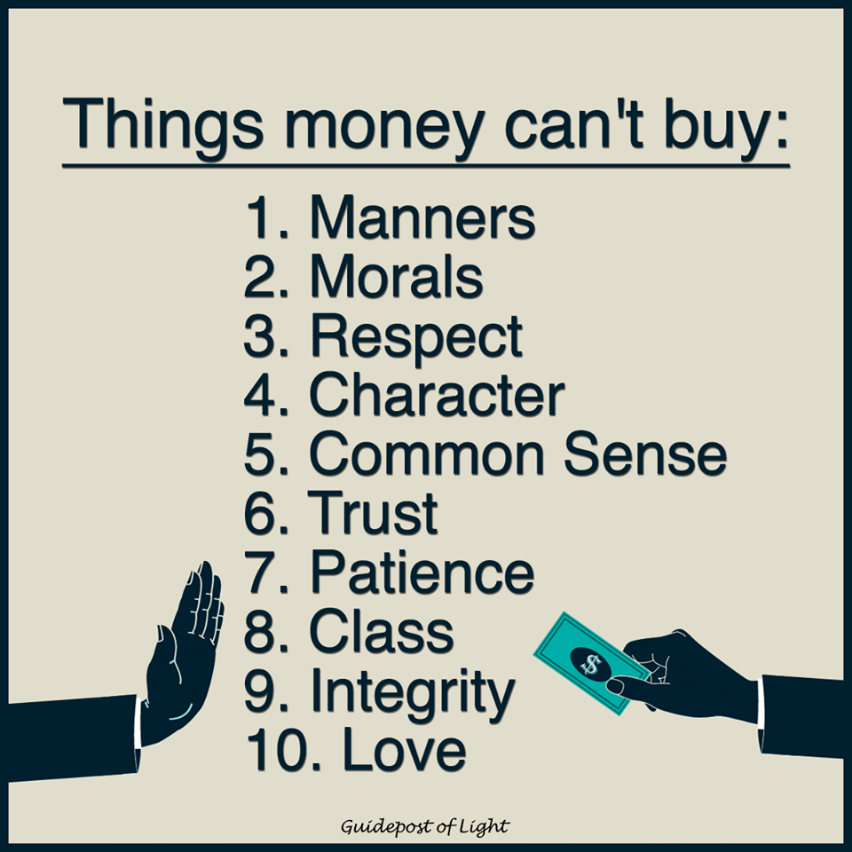 Things money can't buy:
1. Manners
2. Morals
3. Respect
4. Character
5. Common Sense
6. Trust
7. Patience
8. Class
9. Integrity
10. Love
$
Guidepost of Light